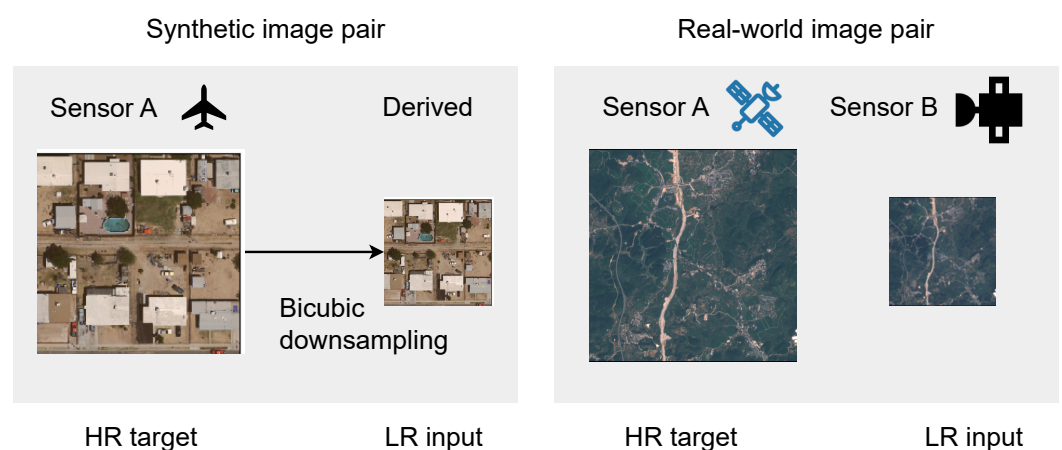 Synthetic image pair
Real-world image pair
Sensor A
Derived
Sensor A
Sensor B
Bicubic
downsampling
HR target
LR input
HR target
LR input